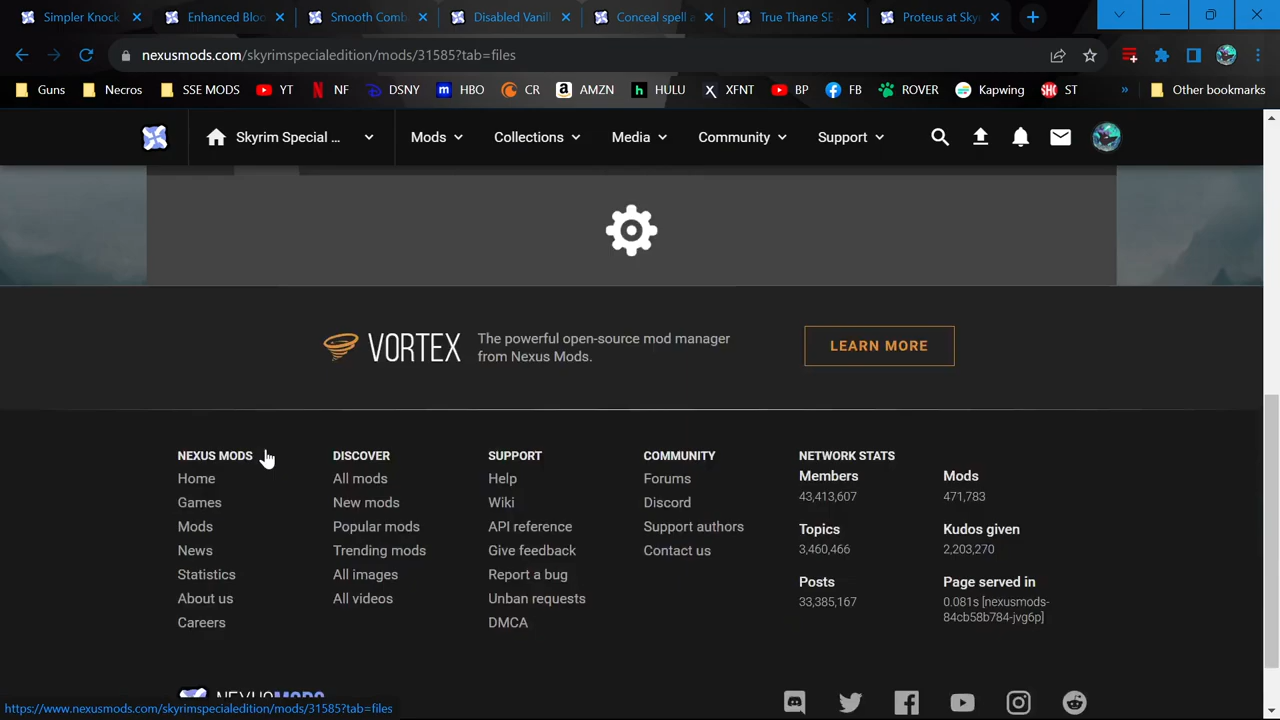 Simpler Knock Enhanced Bloo Smooth Comb Disabled Vanill Conceal spell a True Thane SE Proteus at Sky
nexusmods.com/skyrimspecialedition/mods/31585?tab=files
Guns Necros SSE MODS YT NF DSNY HBO CR AMZN HULU XFNT BP FB ROVER Kapwing ST » Other bookmarks
Skyrim Special ... Mods Collections Media Community Support
VORTEX The powerful open-source mod manager
from Nexus Mods.
LEARN MORE
NEXUS MODS
Home
Games
Mods
News
Statistics
About us
Careers
DISCOVER
All mods
New mods
Popular mods
Trending mods
All images
All videos
SUPPORT
Help
Wiki
API reference
Give feedback
Report a bug
Unban requests
DMCA
COMMUNITY
Forums
Discord
Support authors
Contact us
NETWORK STATS
Members
43,413,607
Topics
3,460,466
Posts
33,385,167
Mods
471,783
Kudos given
2,203,270
Page served in
0.081s [nexusmods-
84cb58b784-jvg6p]
NEXUSMODS
https://www.nexusmods.com/skyrimspecialedition/mods/31585?tab=files